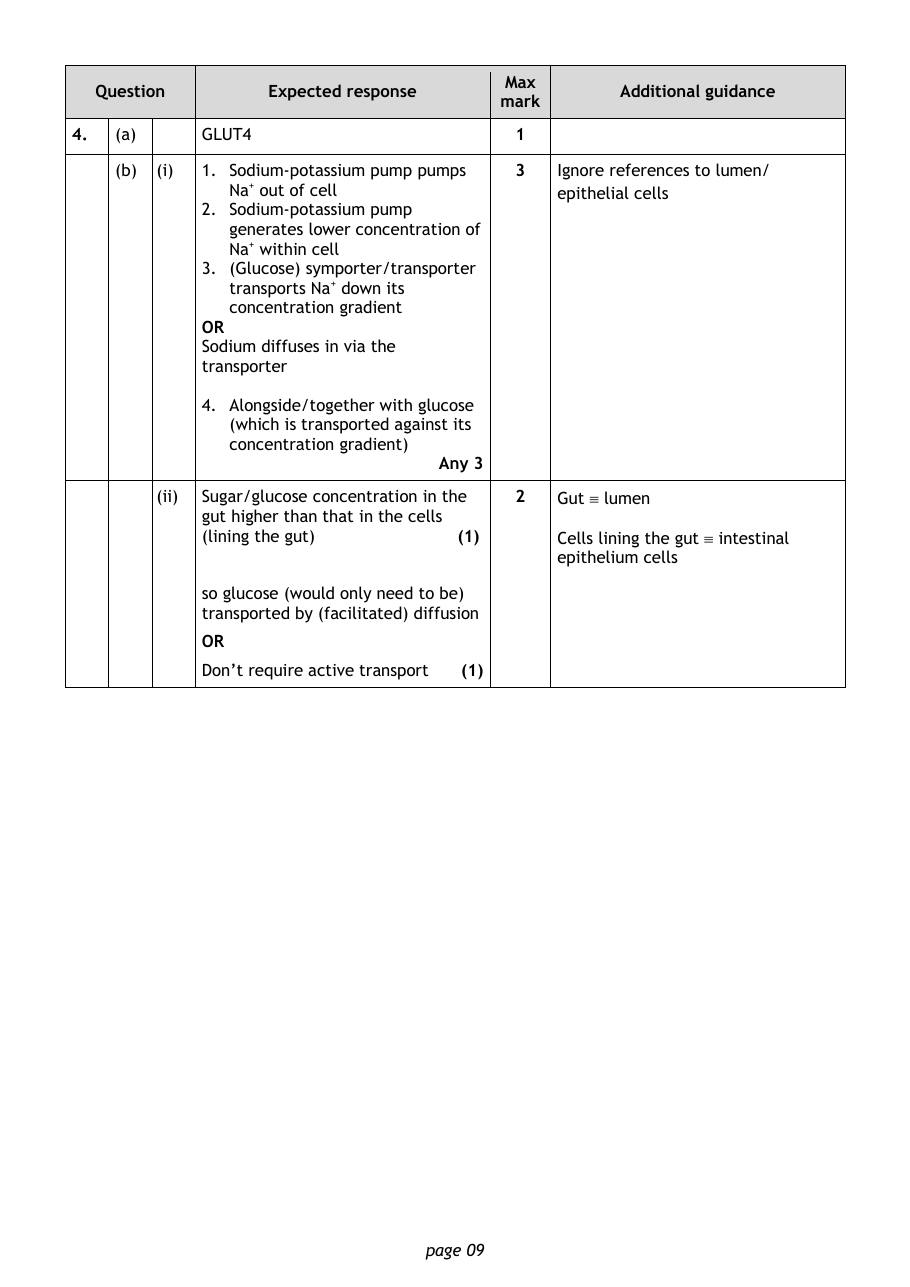 Question Expected response Max mark Additional guidance
4. (a) GLUT4 1
(b) (i) 1. Sodium-potassium pump pumps 3 Ignore references to lumen/
Na⁺ out of cell epithelial cells
2. Sodium-potassium pump
generates lower concentration of
Na⁺ within cell
3. (Glucose) symporter/transporter
transports Na⁺ down its
concentration gradient
OR
Sodium diffuses in via the
transporter
4. Alongside/together with glucose
(which is transported against its
concentration gradient)
Any 3
(ii) Sugar/glucose concentration in the 2 Gut ≡ lumen
gut higher than that in the cells
(lining the gut) (1) Cells lining the gut ≡ intestinal
epithelium cells
so glucose (would only need to be)
transported by (facilitated) diffusion
OR
Don’t require active transport (1)
page 09